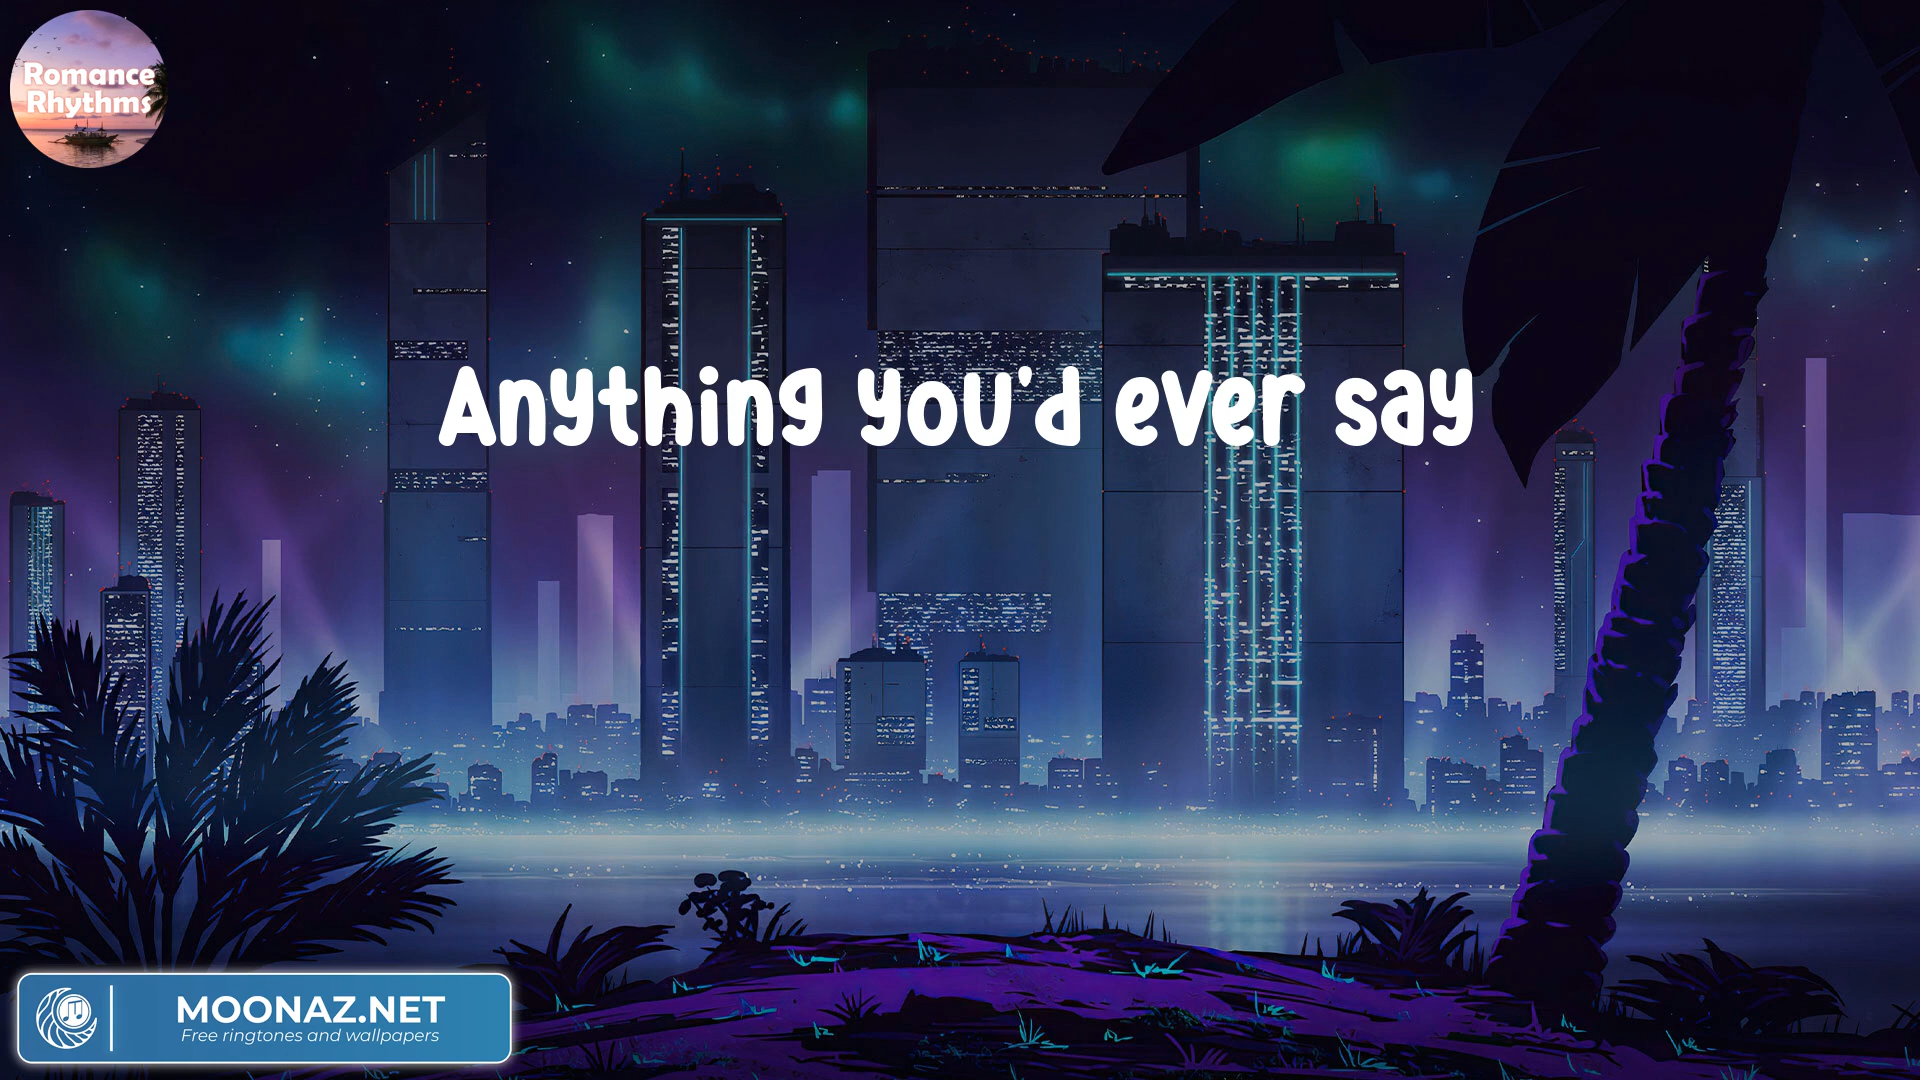 Romance
Rhythms
Anything you'd ever say
MOONAZ.NET
Free ringtones and wallpapers